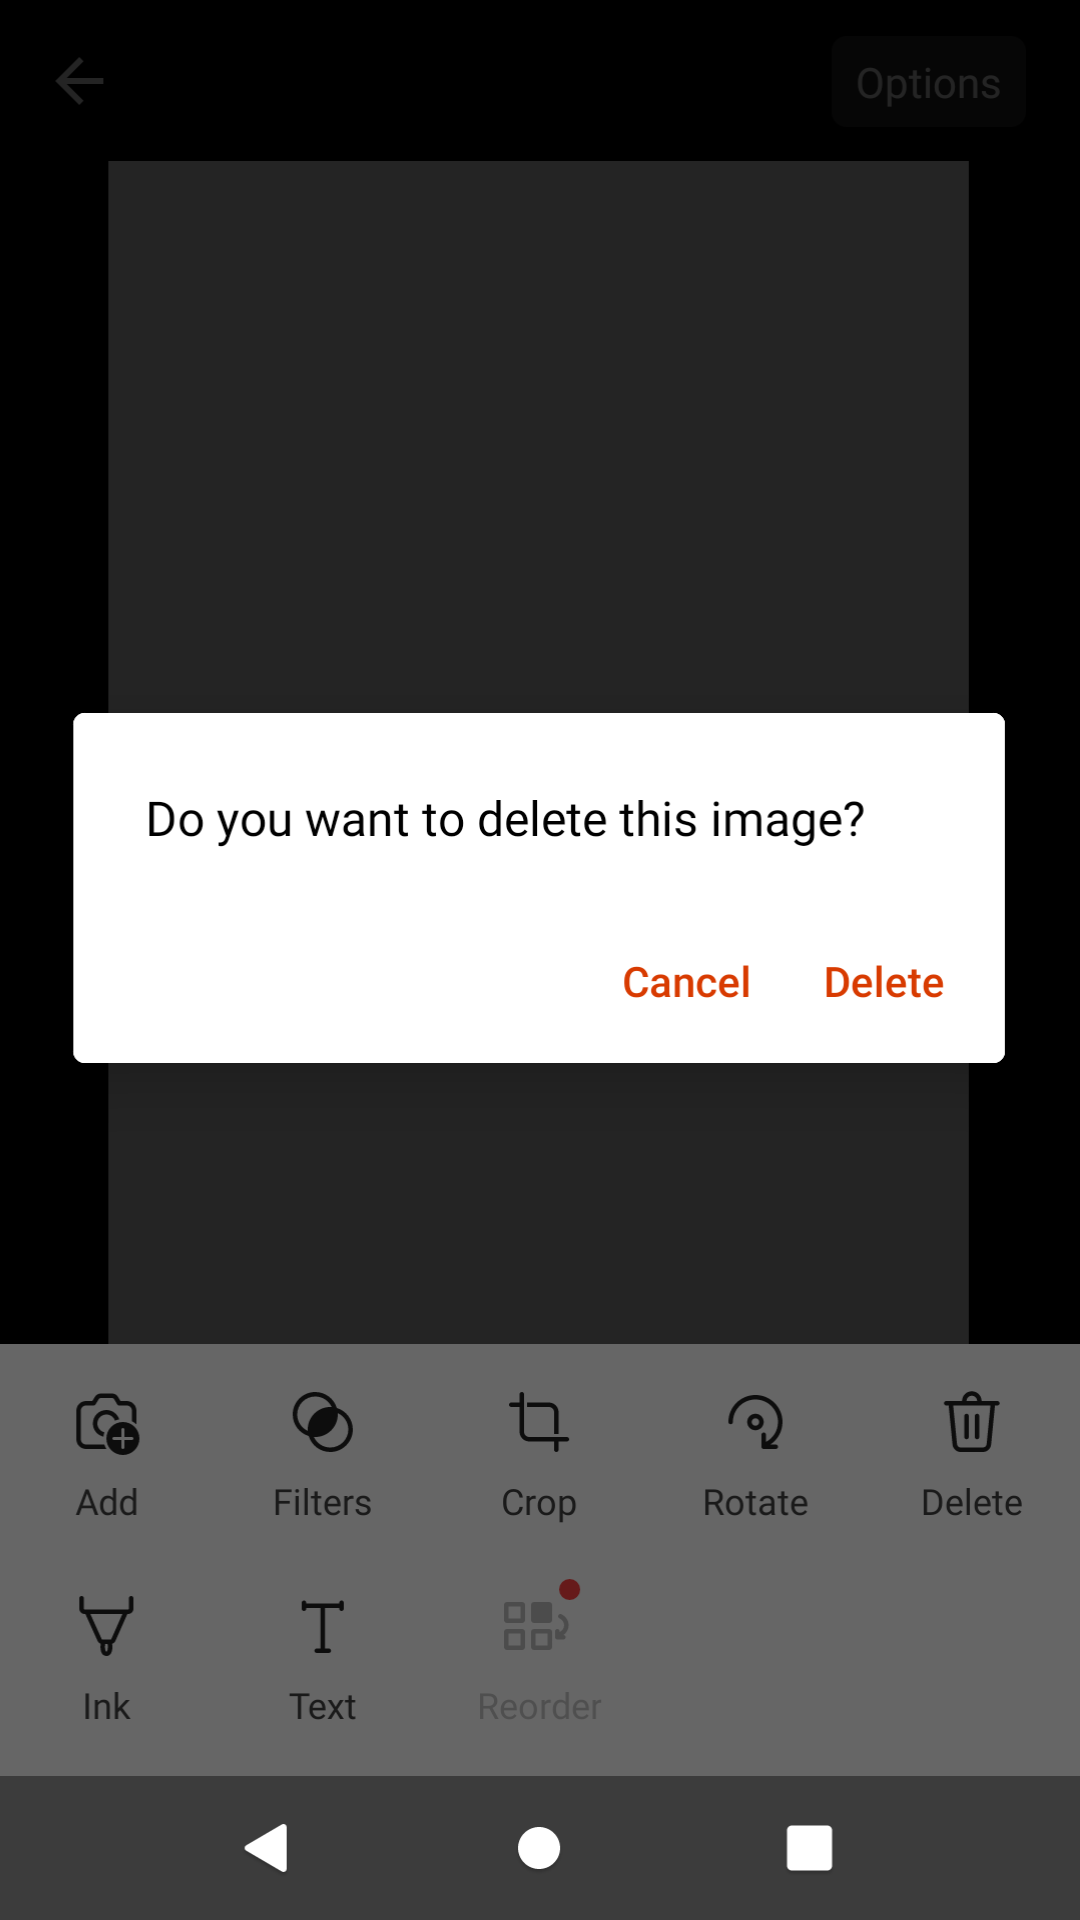 Options
Do you want to delete this image?
Cancel Delete
Add Filters Crop Rotate Delete
Ink Text Reorder